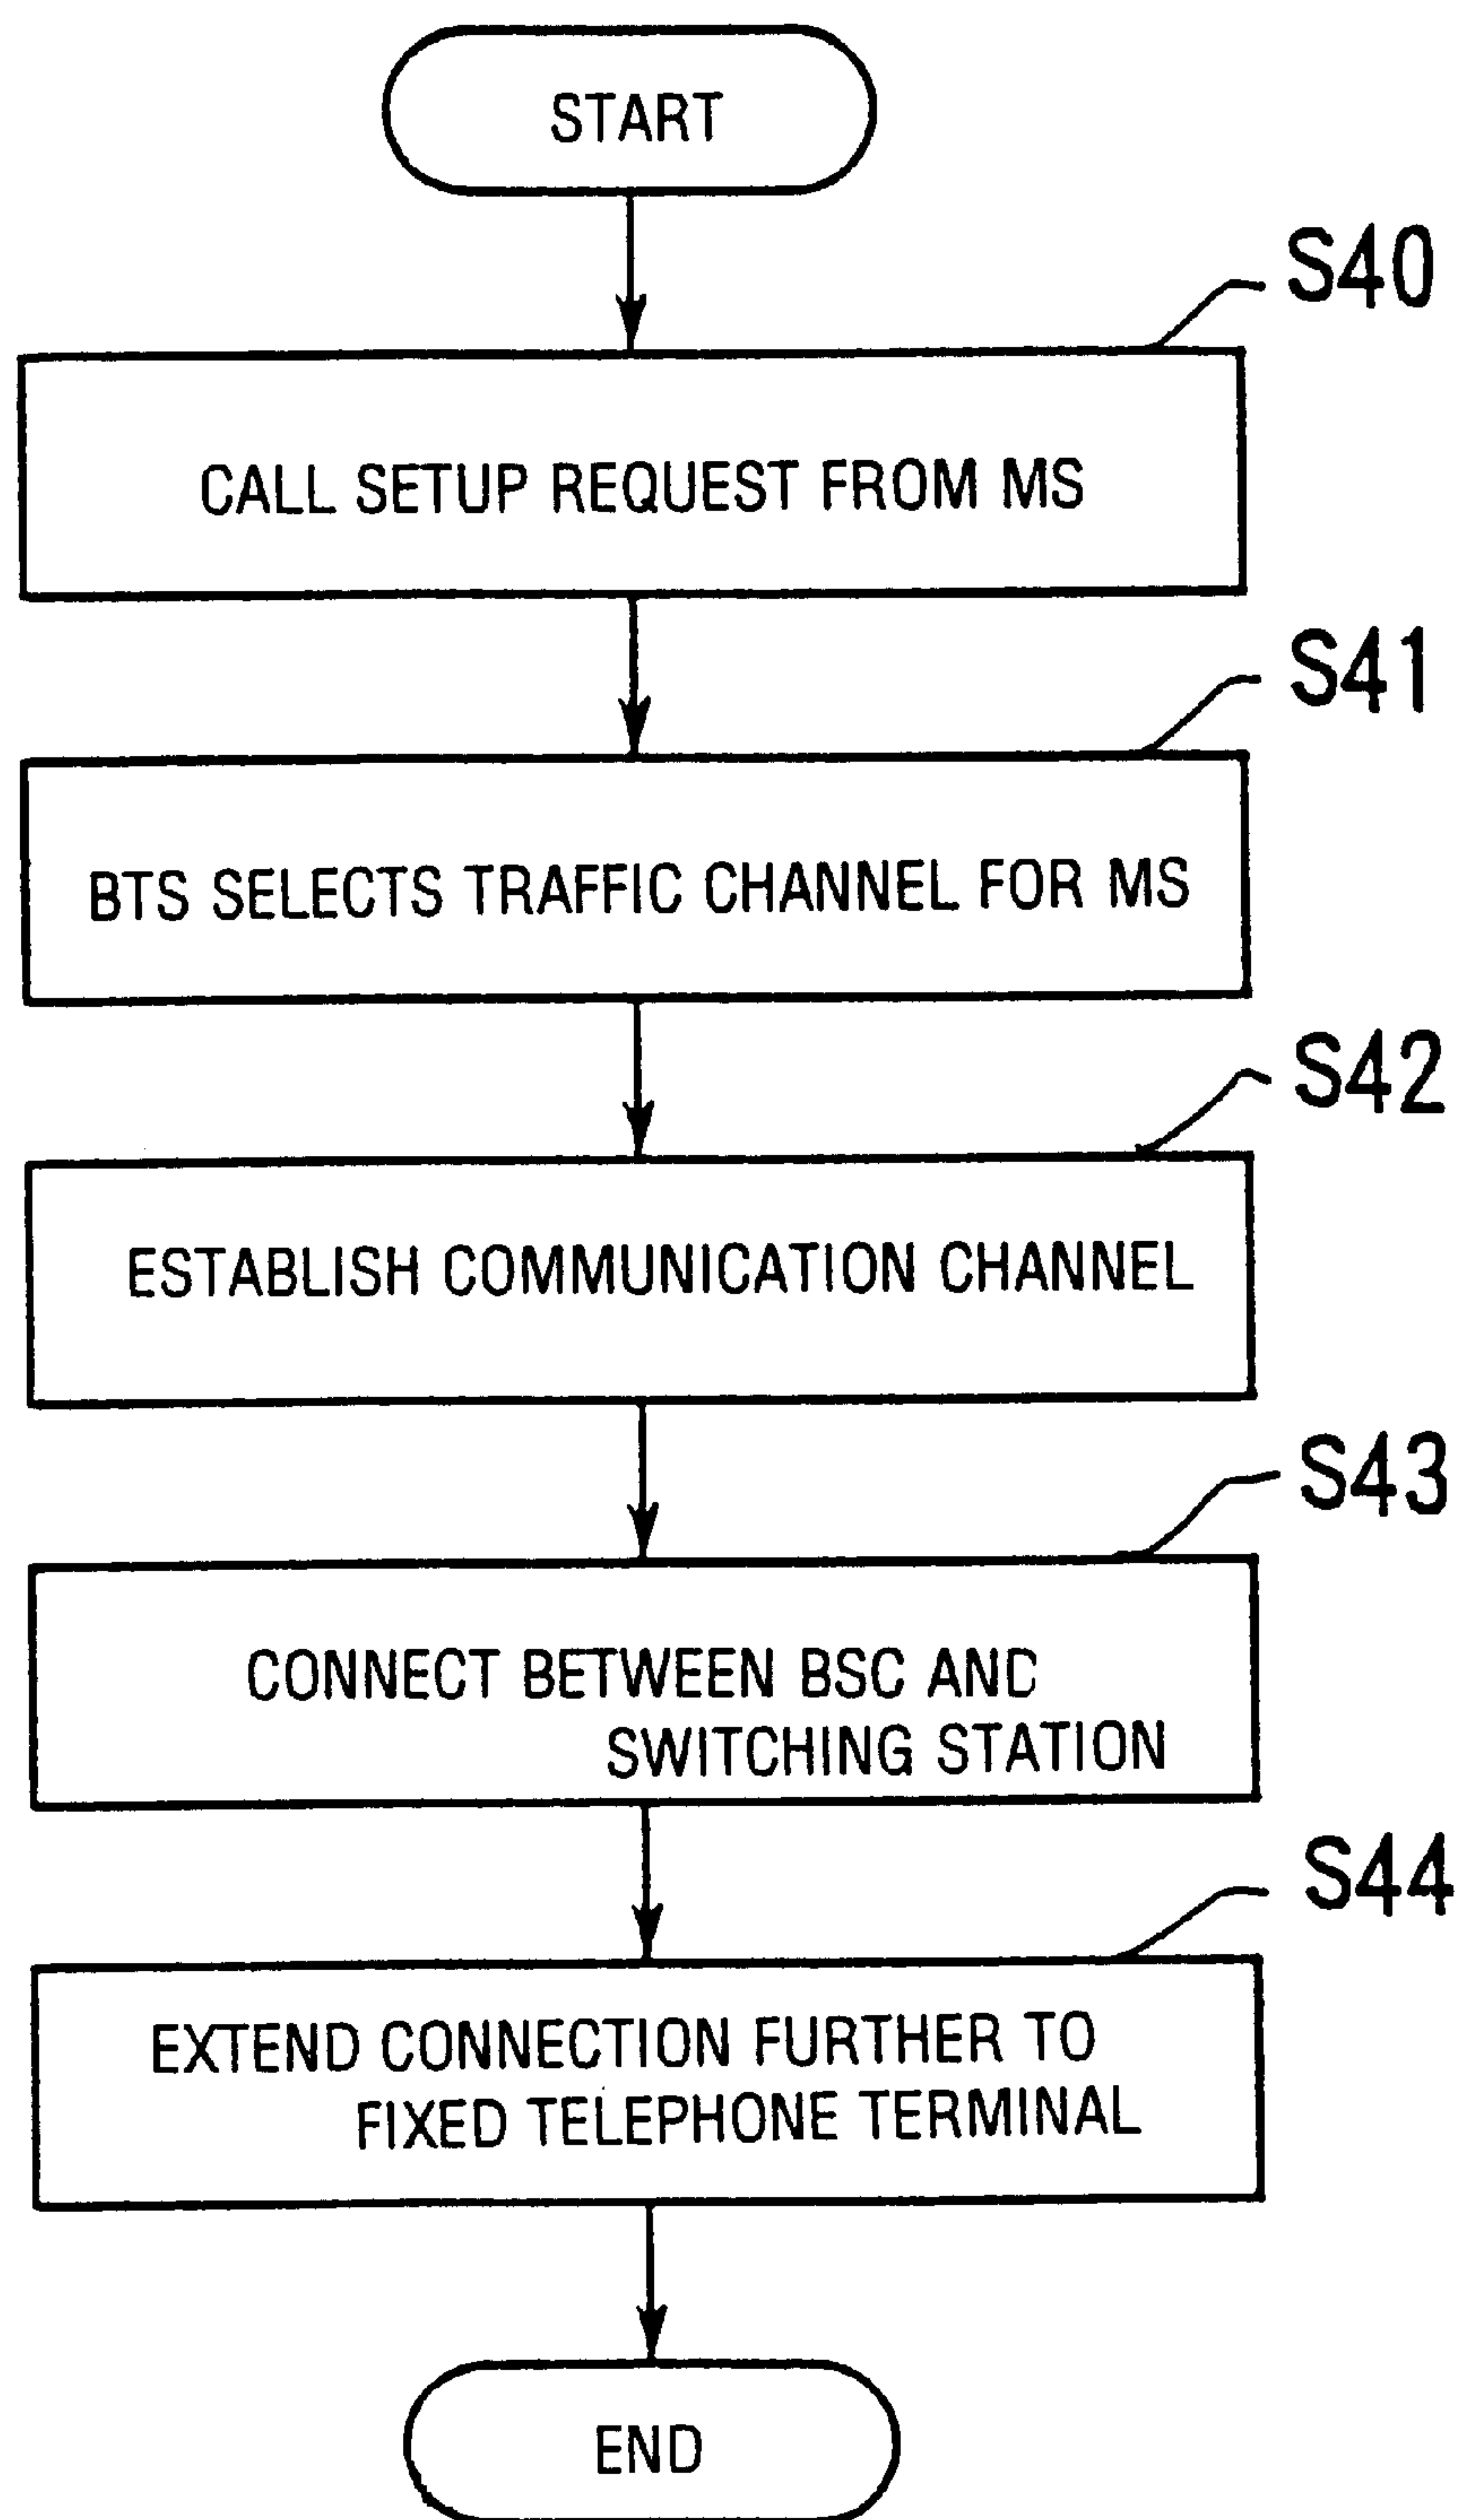 START
S40
CALL SETUP REQUEST FROM MS
S41
BTS SELECTS TRAFFIC CHANNEL FOR MS
S42
ESTABLISH COMMUNICATION CHANNEL
S43
CONNECT BETWEEN BSC AND
SWITCHING STATION
S44
EXTEND CONNECTION FURTHER TO
FIXED TELEPHONE TERMINAL
END